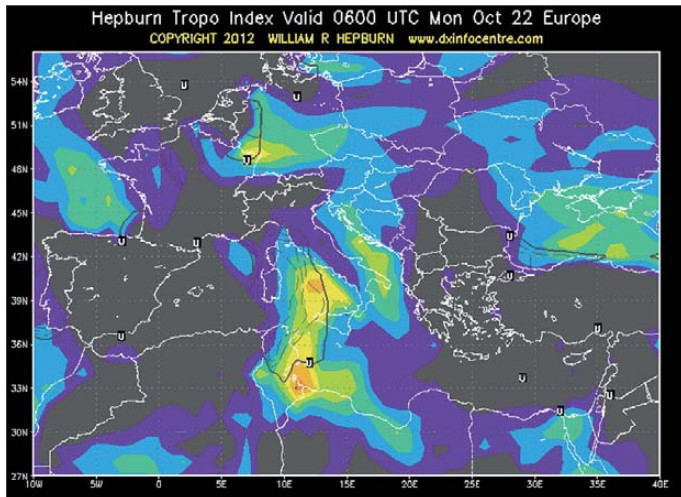 Hepburn Tropo Index Valid 0600 UTC Mon Oct 22 Europe
COPYRIGHT 2012 WILLIAM R HEPBURN www.dxinfocentre.com
54N
U
U
51N
U
48N
45N
U
U
U
42N
U
39N
U
U
36N
U
U
33N
U
U
30N
27N
10W 5W 0 5E 10E 15E 20E 25E 30E 35E 40E